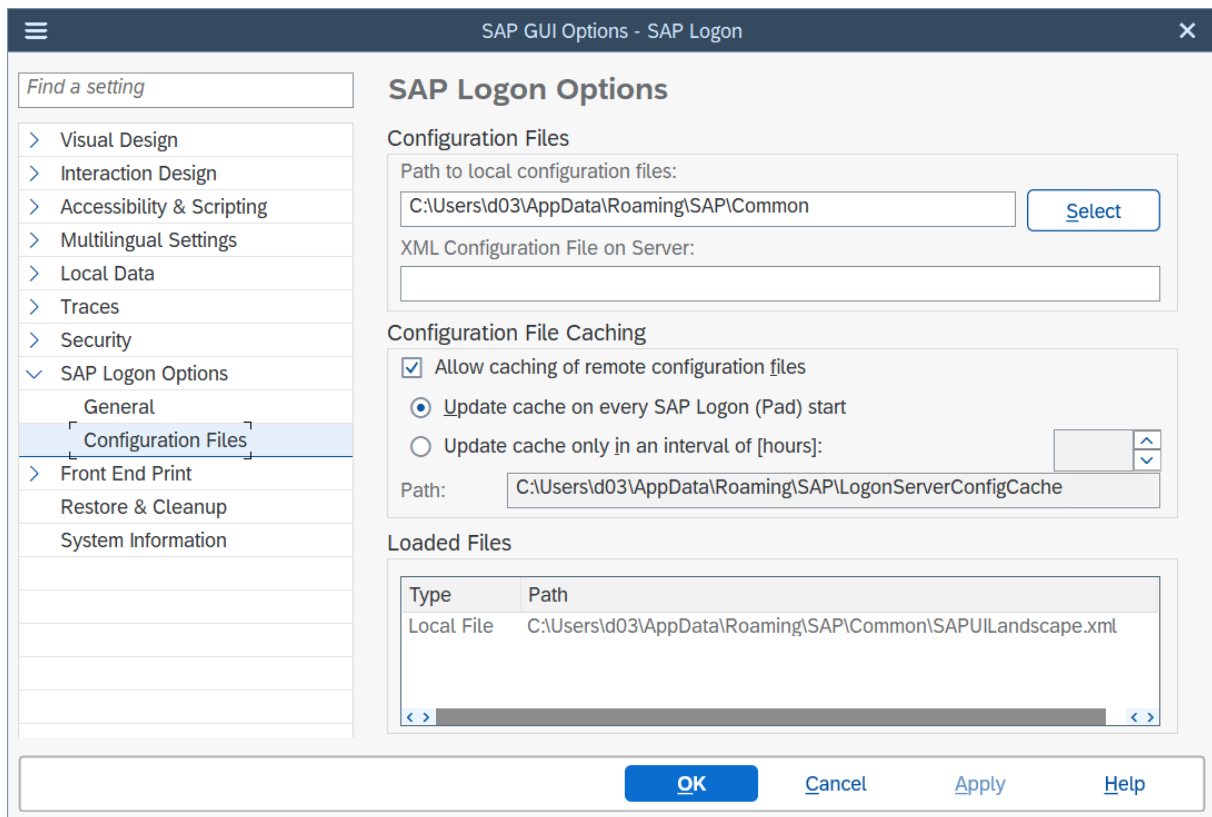 SAP GUI Options - SAP Logon
Find a setting
Visual Design
Interaction Design
Accessibility & Scripting
Multilingual Settings
Local Data
Traces
Security
SAP Logon Options
General
Configuration Files
Front End Print
Restore & Cleanup
System Information
SAP Logon Options
Configuration Files
Path to local configuration files:
C:\Users\d03\AppData\Roaming\SAP\Common
Select
XML Configuration File on Server:
Configuration File Caching
Allow caching of remote configuration files
Update cache on every SAP Logon (Pad) start
Update cache only in an interval of [hours]:
Path: C:\Users\d03\AppData\Roaming\SAP\LogonServerConfigCache
Loaded Files
Type Path
Local File C:\Users\d03\AppData\Roaming\SAP\Common\SAPUILandscape.xml
OK Cancel Apply Help